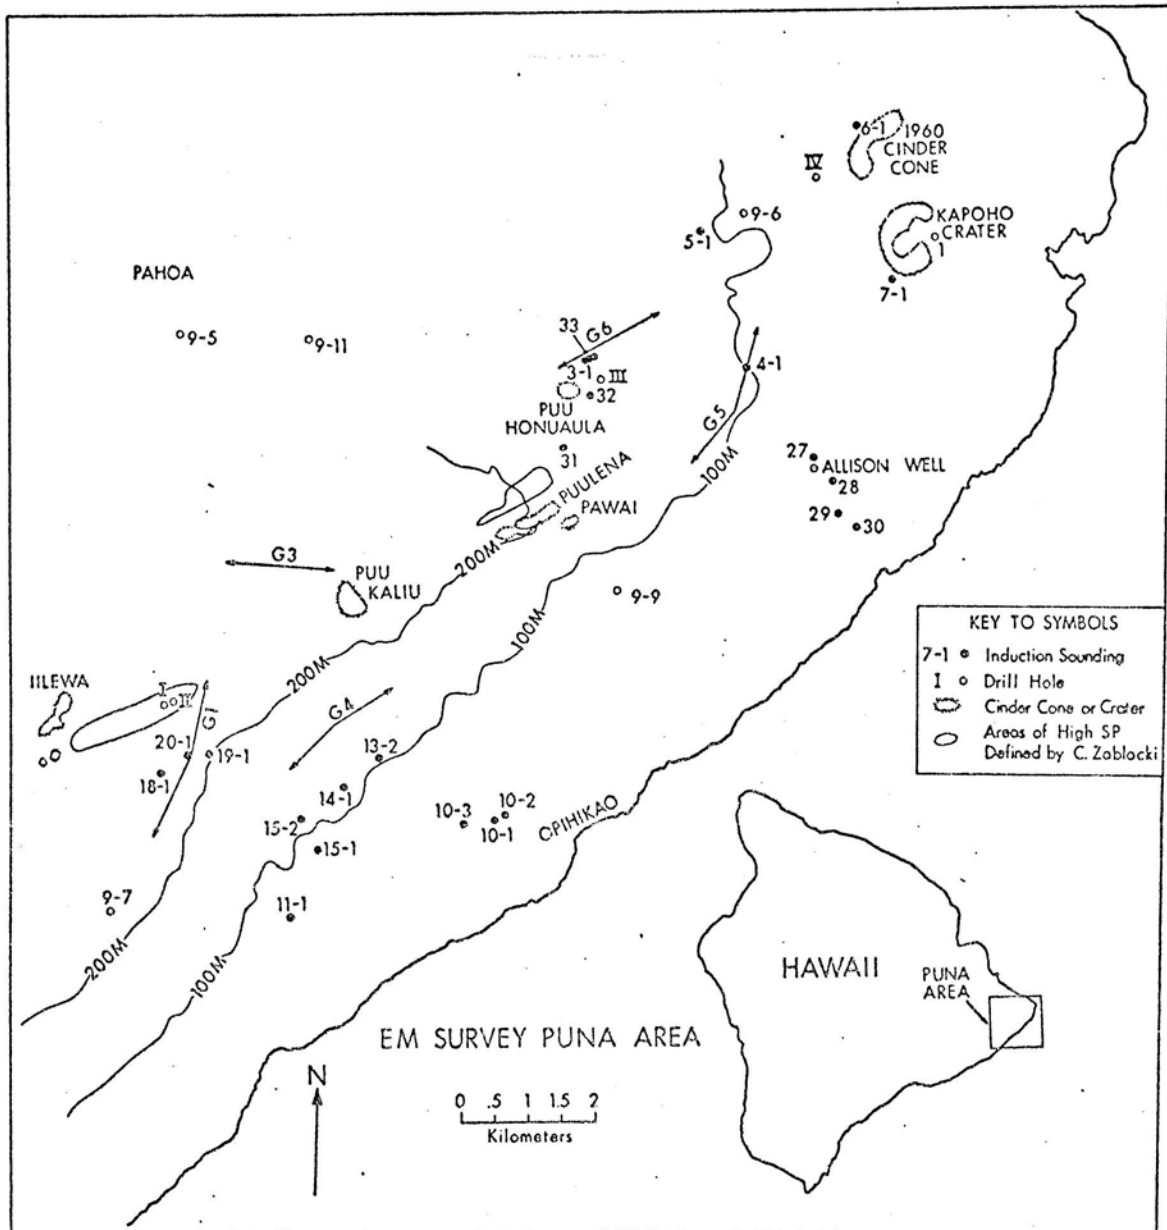 6-1
1960
CINDER
CONE
IV
9-6
KAPOHO
CRATER
1
5-1
7-1
PAHOA
9-5
9-11
33
G6
3-1
III
32
4-1
PUU
HONUAULA
G5
31
100M
27
ALLISON WELL
28
29
30
PUULENA
PAWAI
200M
G3
PUU
KALIU
9-9
100M
200M
KEY TO SYMBOLS
7-1 Induction Sounding
I Drill Hole
Cinder Cone or Crater
Areas of High SP
Defined by C. Zablocki
IILEWA
I
II
G1
G4
20-1
19-1
18-1
13-2
14-1
15-2
15-1
10-3
10-2
10-1
OPIHIKAO
9-7
11-1
200M
100M
HAWAII
PUNA
AREA
EM SURVEY PUNA AREA
N
0 .5 1 1.5 2
Kilometers